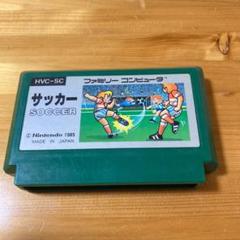 HVC-SC
ファミリー コンピュータ
サッカー
SOCCER
© Nintendo 1985
MADE IN JAPAN